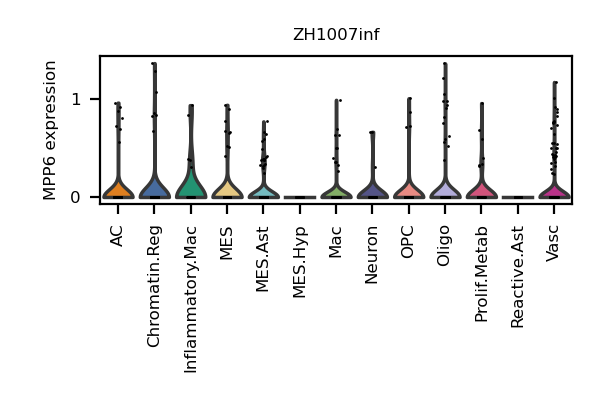 ZH1007inf
MPP6 expression
1
0
AC
Chromatin.Reg
Inflammatory.Mac
MES
MES.Ast
MES.Hyp
Mac
Neuron
OPC
Oligo
Prolif.Metab
Reactive.Ast
Vasc